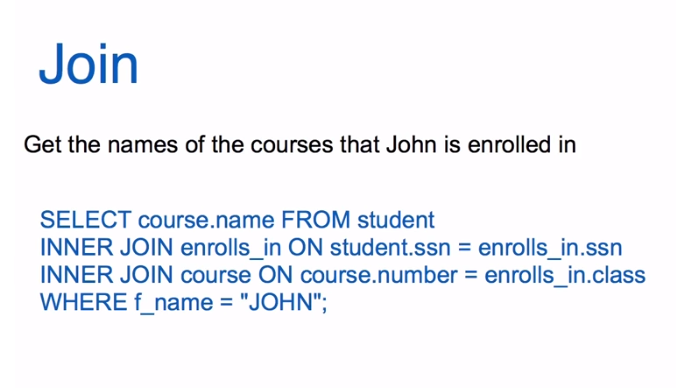 Join
Get the names of the courses that John is enrolled in
SELECT course.name FROM student
INNER JOIN enrolls_in ON student.ssn = enrolls_in.ssn
INNER JOIN course ON course.number = enrolls_in.class
WHERE f_name = "JOHN";